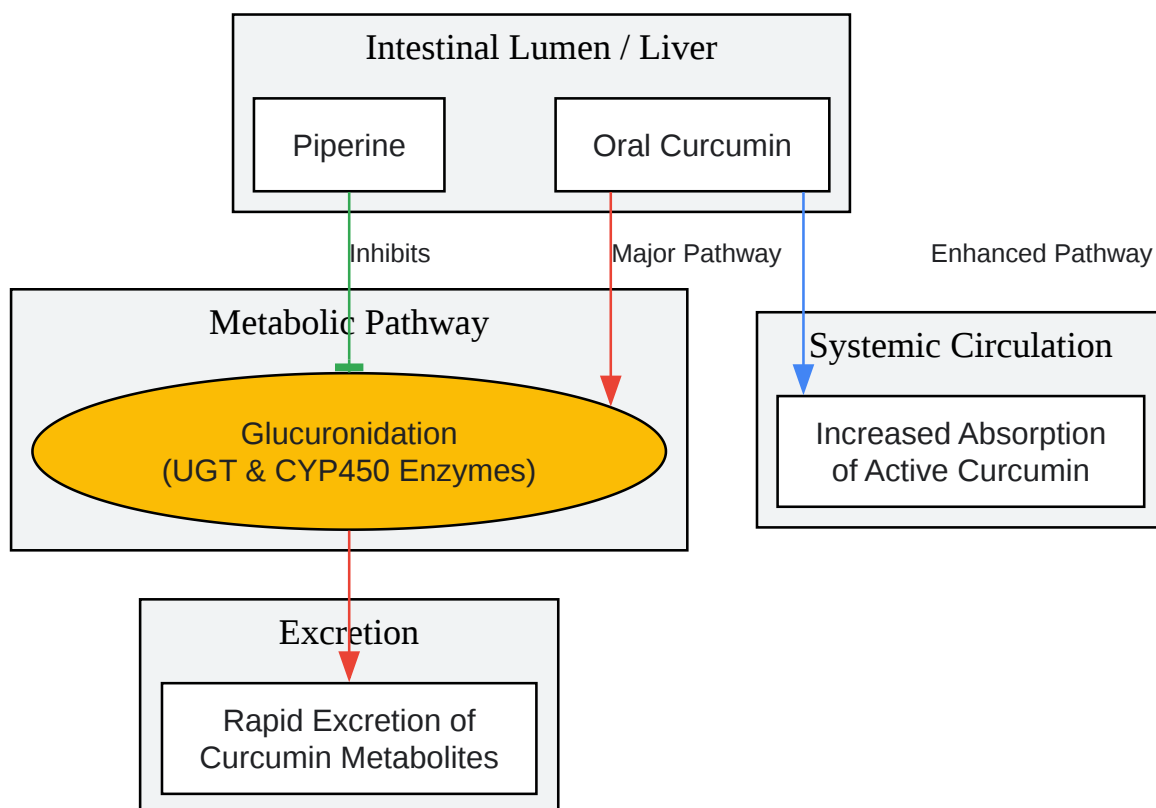 Intestinal Lumen / Liver
Piperine
Oral Curcumin
Inhibits
Major Pathway
Enhanced Pathway
Metabolic Pathway
Systemic Circulation
Glucuronidation
(UGT & CYP450 Enzymes)
Increased Absorption
of Active Curcumin
Excretion
Rapid Excretion of
Curcumin Metabolites